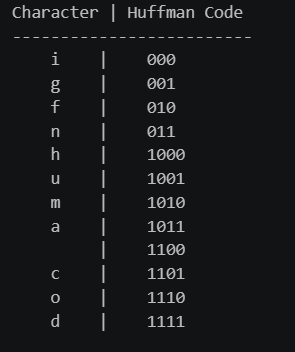 Character | Huffman Code
-------------------------
i | 000
g | 001
f | 010
n | 011
h | 1000
u | 1001
m | 1010
a | 1011
| 1100
c | 1101
o | 1110
d | 1111